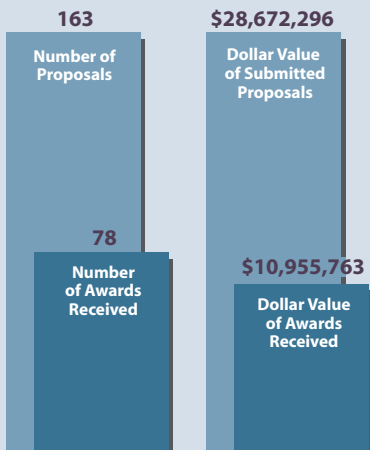 163
Number of
Proposals
78
Number
of Awards
Received
$28,672,296
Dollar Value
of Submitted
Proposals
$10,955,763
Dollar Value
of Awards
Received